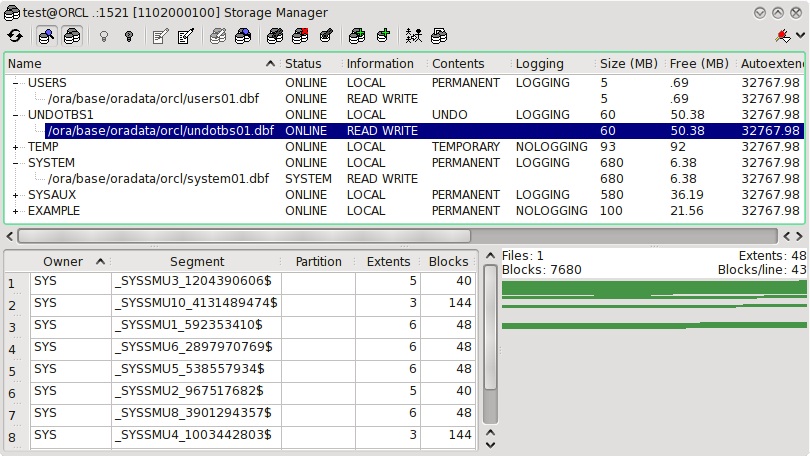 test@ORCL .:1521 [1102000100] Storage Manager
Name Status Information Contents Logging Size (MB) Free (MB) Autoextend
USERS ONLINE LOCAL PERMANENT LOGGING 5 .69 32767.98
/ora/base/oradata/orcl/users01.dbf ONLINE READ WRITE 5 .69 32767.98
UNDOTBS1 ONLINE LOCAL UNDO LOGGING 60 50.38 32767.98
/ora/base/oradata/orcl/undotbs01.dbf ONLINE READ WRITE 60 50.38 32767.98
TEMP ONLINE LOCAL TEMPORARY NOLOGGING 93 92 32767.98
SYSTEM ONLINE LOCAL PERMANENT LOGGING 680 6.38 32767.98
/ora/base/oradata/orcl/system01.dbf SYSTEM READ WRITE 680 6.38 32767.98
SYSAUX ONLINE LOCAL PERMANENT LOGGING 580 36.19 32767.98
EXAMPLE ONLINE LOCAL PERMANENT NOLOGGING 100 21.56 32767.98
Owner Segment Partition Extents Blocks
1 SYS _SYSSMU3_1204390606$ 5 40
2 SYS _SYSSMU10_4131489474$ 3 144
3 SYS _SYSSMU1_592353410$ 6 48
4 SYS _SYSSMU6_2897970769$ 6 48
5 SYS _SYSSMU5_538557934$ 6 48
6 SYS _SYSSMU2_967517682$ 5 40
7 SYS _SYSSMU8_3901294357$ 6 48
8 SYS _SYSSMU4_1003442803$ 3 144
Files: 1 Extents: 48
Blocks: 7680 Blocks/line: 43